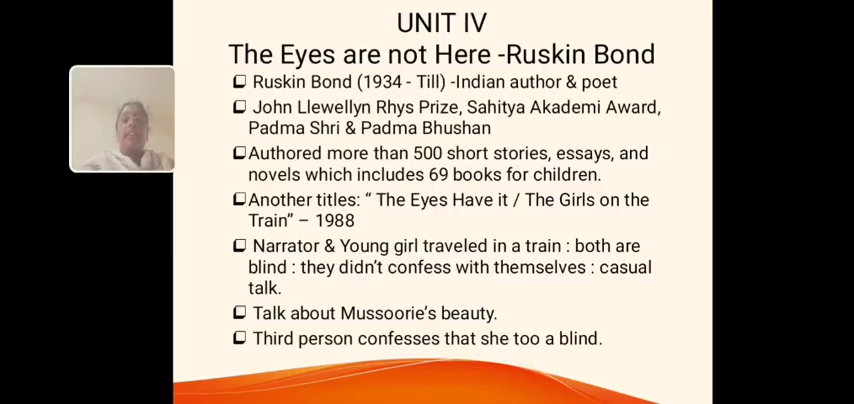 UNIT IV
The Eyes are not Here -Ruskin Bond
Ruskin Bond (1934 - Till) -Indian author & poet
John Llewellyn Rhys Prize, Sahitya Akademi Award,
Padma Shri & Padma Bhushan
Authored more than 500 short stories, essays, and
novels which includes 69 books for children.
Another titles: “ The Eyes Have it / The Girls on the
Train” – 1988
Narrator & Young girl traveled in a train : both are
blind : they didn’t confess with themselves : casual
talk.
Talk about Mussoorie’s beauty.
Third person confesses that she too a blind.